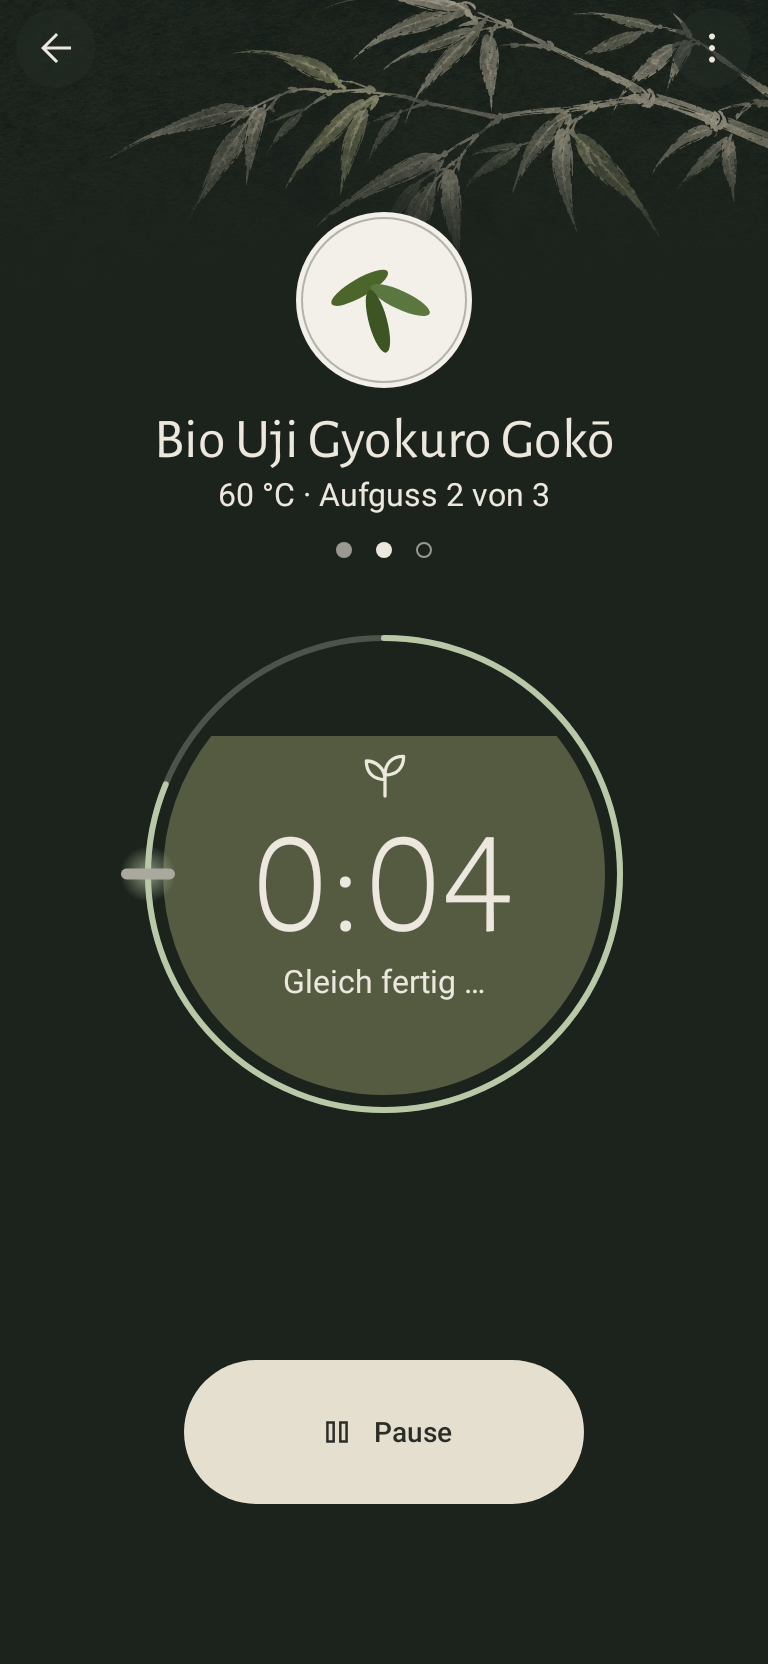 Bio Uji Gyokuro Gokō
60 °C · Aufguss 2 von 3
0:04
Gleich fertig …
Pause